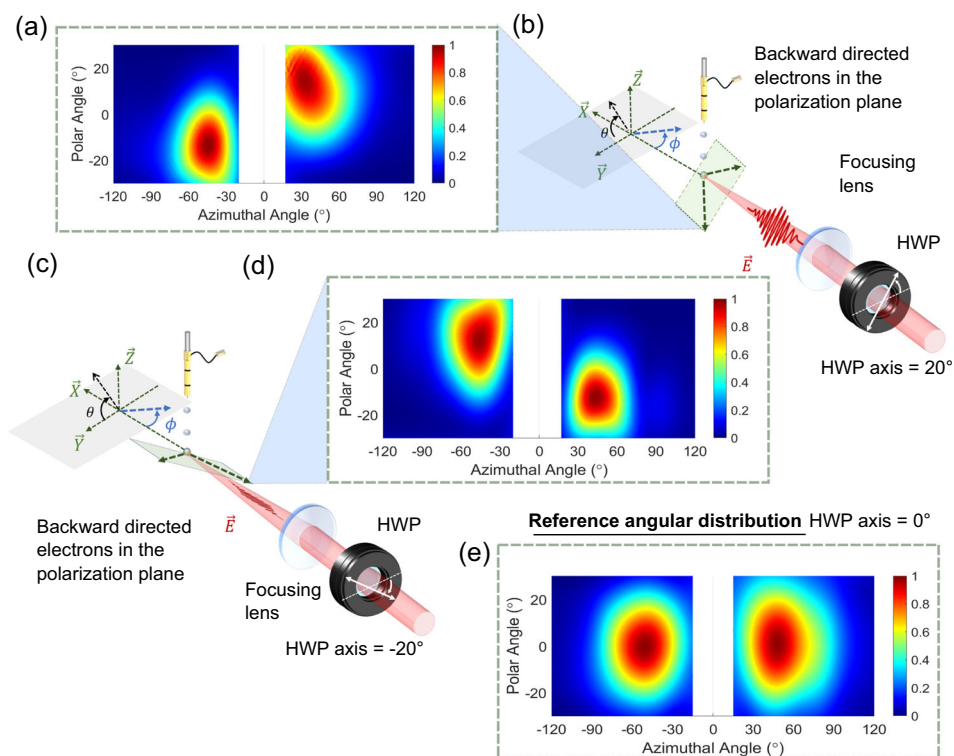 (a)
30
0
-30
Polar Angle (°)
-120 -90 -60 -30 0 30 60 90 120
Azimuthal Angle (°)
1
0.8
0.6
0.4
0.2
0
(b)
Backward directed
electrons in the
polarization plane
Z
X
θ
ϕ
Y
Focusing
lens
E
HWP
HWP axis = 20°
(c)
Z
X
θ
ϕ
Y
E
Backward directed
electrons in the
polarization plane
Focusing
lens
HWP
HWP axis = -20°
(d)
20
0
-20
Polar Angle (°)
-120 -90 -60 -30 0 30 60 90 120
Azimuthal Angle (°)
1
0.8
0.6
0.4
0.2
0
Reference angular distribution HWP axis = 0°
(e)
20
0
-20
Polar Angle (°)
-120 -90 -60 -30 0 30 60 90 120
Azimuthal Angle (°)
1
0.8
0.6
0.4
0.2
0